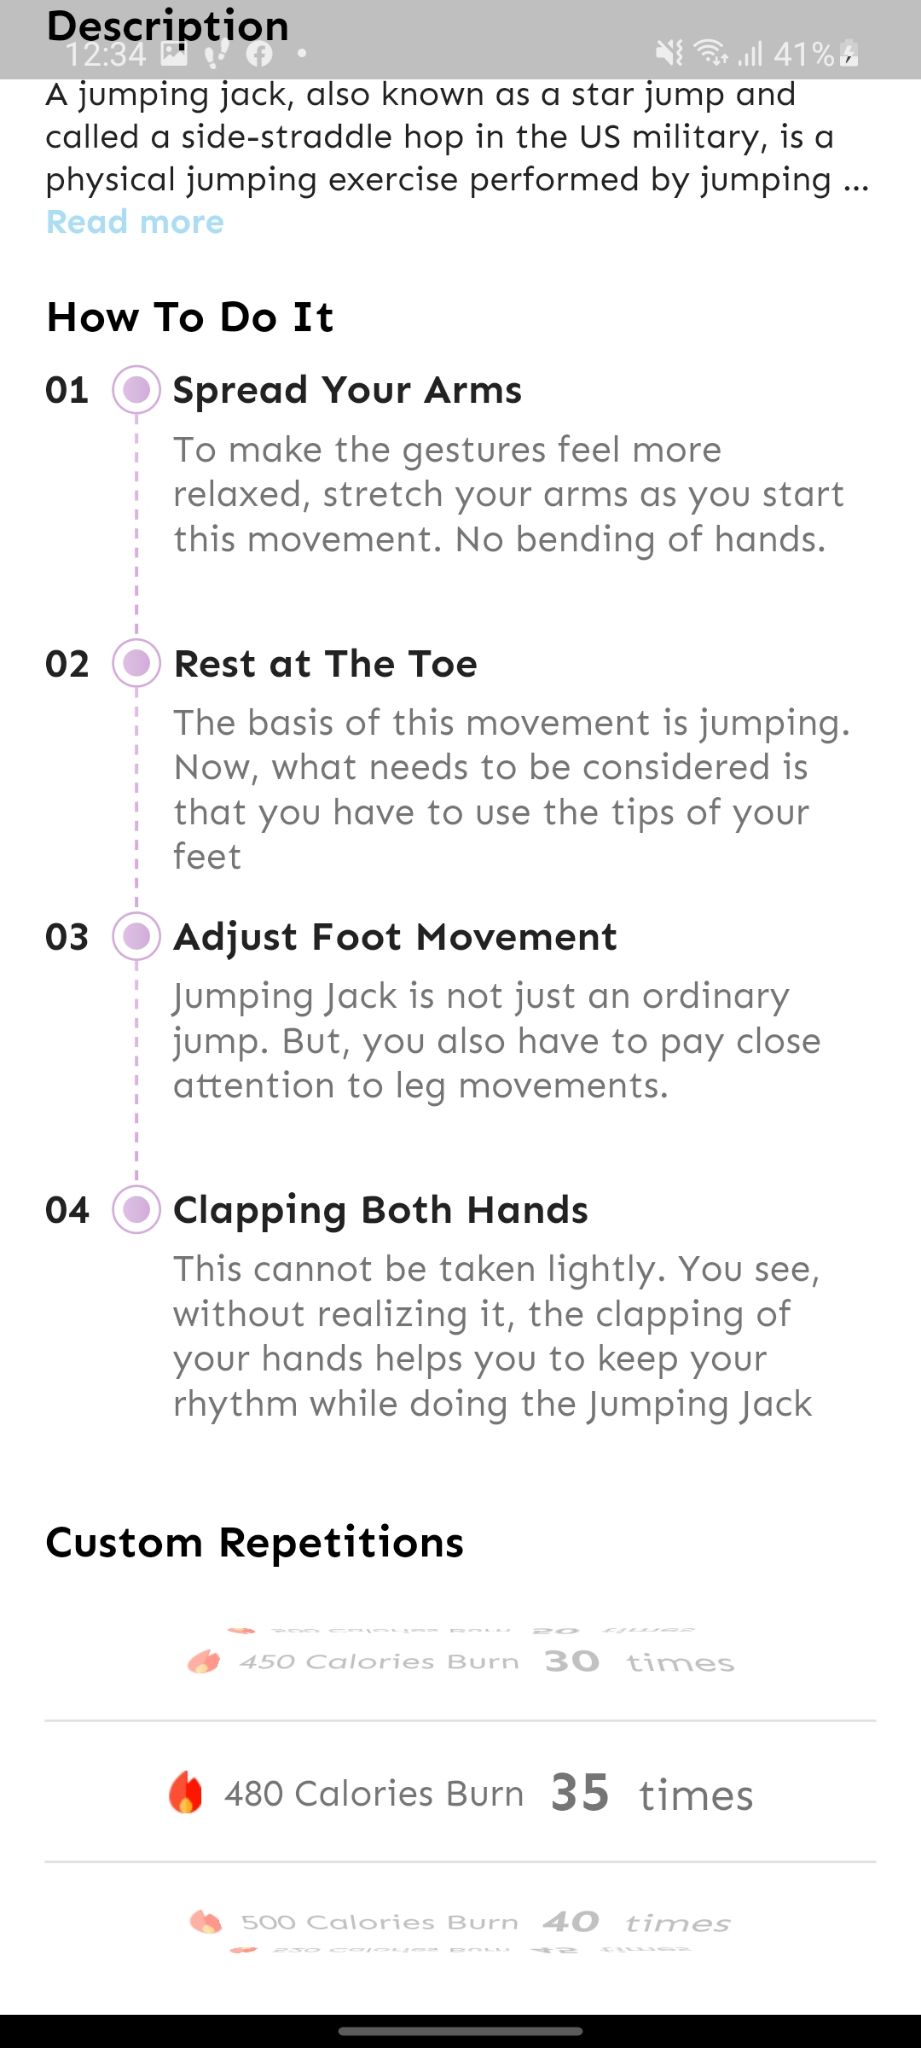 Description
12:34
41%
A jumping jack, also known as a star jump and
called a side-straddle hop in the US military, is a
physical jumping exercise performed by jumping ...
Read more
How To Do It
01 Spread Your Arms
To make the gestures feel more
relaxed, stretch your arms as you start
this movement. No bending of hands.
02 Rest at The Toe
The basis of this movement is jumping.
Now, what needs to be considered is
that you have to use the tips of your
feet
03 Adjust Foot Movement
Jumping Jack is not just an ordinary
jump. But, you also have to pay close
attention to leg movements.
04 Clapping Both Hands
This cannot be taken lightly. You see,
without realizing it, the clapping of
your hands helps you to keep your
rhythm while doing the Jumping Jack
Custom Repetitions
Calories Burn times
450 Calories Burn 30 times
480 Calories Burn 35 times
500 Calories Burn 40 times
Calories Burn times